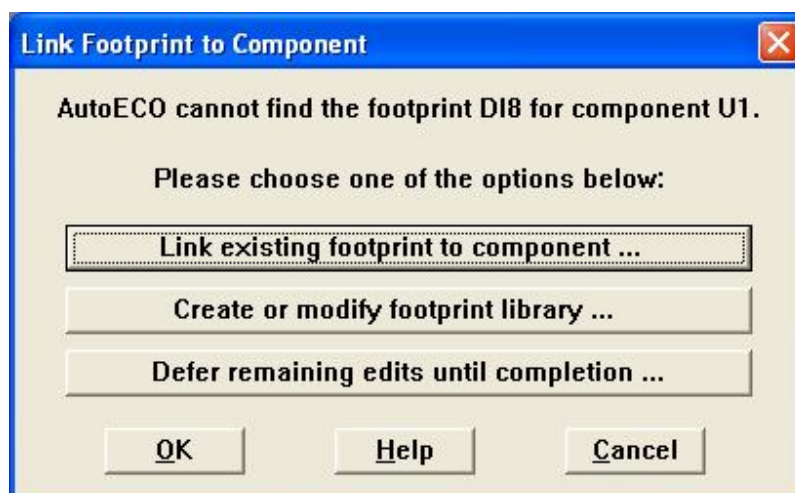 Link Footprint to Component
AutoECO cannot find the footprint DI8 for component U1.
Please choose one of the options below:
Link existing footprint to component ...
Create or modify footprint library ...
Defer remaining edits until completion ...
OK Help Cancel